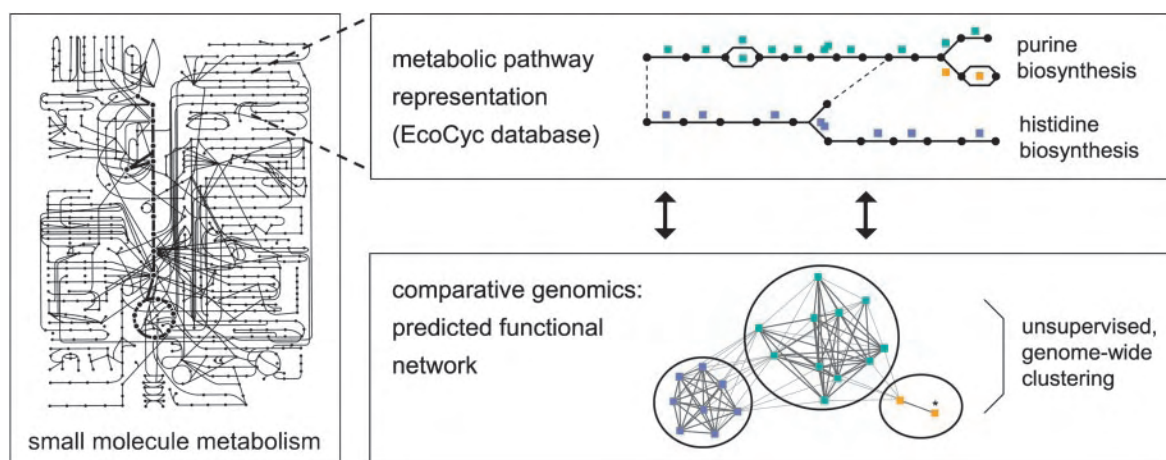 metabolic pathway
representation
(EcoCyc database)
purine
biosynthesis
histidine
biosynthesis
comparative genomics:
predicted functional
network
*
unsupervised,
genome-wide
clustering
small molecule metabolism